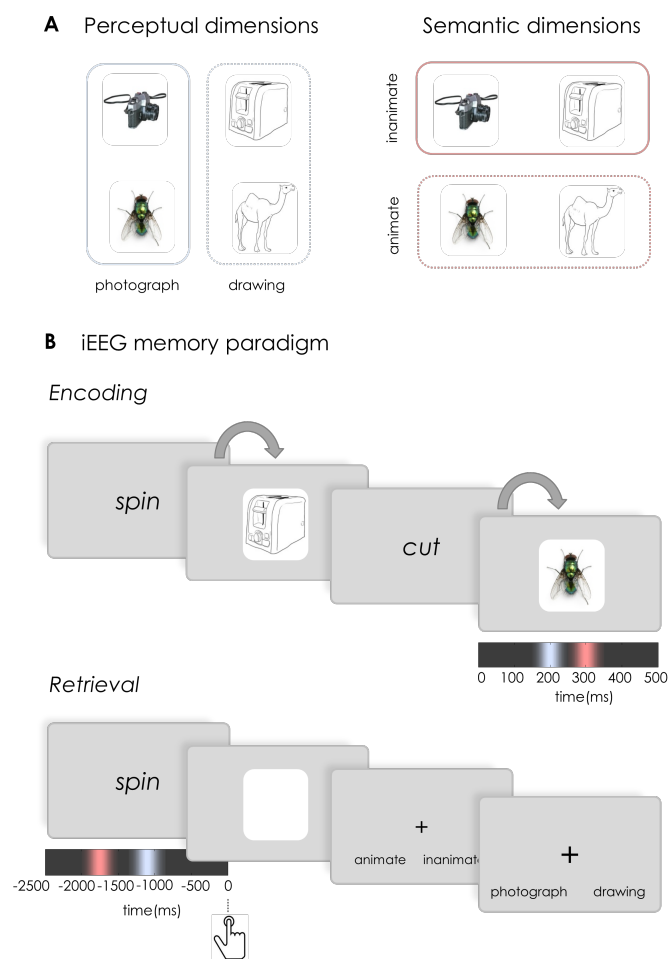 A Perceptual dimensions
Semantic dimensions
inanimate
animate
photograph
drawing
B iEEG memory paradigm
Encoding
spin
cut
0 100 200 300 400 500
time(ms)
Retrieval
spin
+
animate inanimate
+
photograph drawing
-2500 -2000 -1500 -1000 -500 0
time(ms)